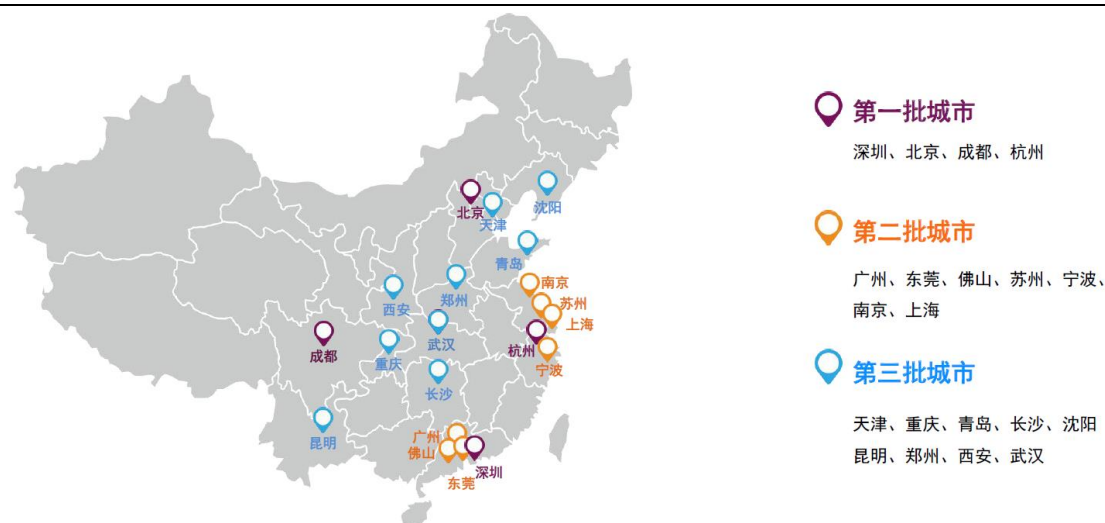 北京
天津
沈阳
青岛
南京
苏州
上海
西安
郑州
武汉
杭州
宁波
成都
重庆
长沙
昆明
广州
佛山
东莞
深圳
第一批城市
深圳、北京、成都、杭州
第二批城市
广州、东莞、佛山、苏州、宁波、
南京、上海
第三批城市
天津、重庆、青岛、长沙、沈阳
昆明、郑州、西安、武汉